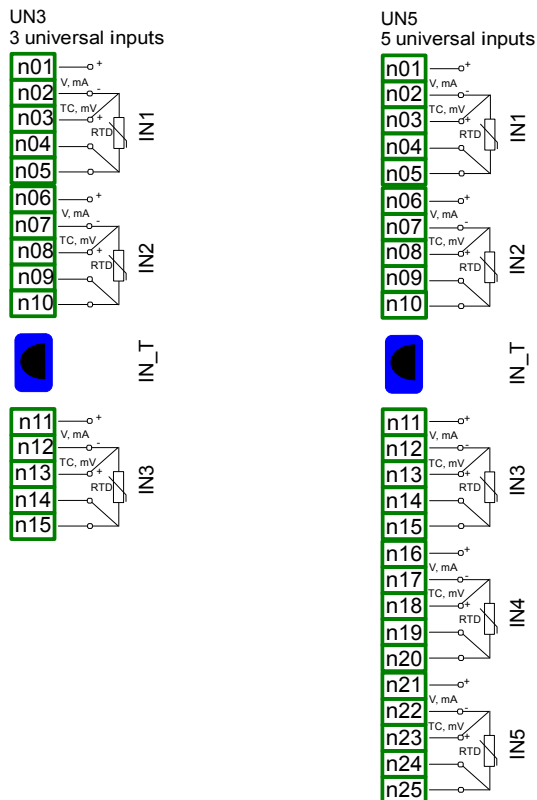 UN3
3 universal inputs
n01 +
V, mA
n02 -
TC, mV
n03 +
RTD
n04
n05
IN1
n06 +
V, mA
n07 -
TC, mV
n08 +
RTD
n09
n10
IN2
IN_T
n11 +
V, mA
n12 -
TC, mV
n13 +
RTD
n14
n15
IN3
UN5
5 universal inputs
n01 +
V, mA
n02 -
TC, mV
n03 +
RTD
n04
n05
IN1
n06 +
V, mA
n07 -
TC, mV
n08 +
RTD
n09
n10
IN2
IN_T
n11 +
V, mA
n12 -
TC, mV
n13 +
RTD
n14
n15
IN3
n16 +
V, mA
n17 -
TC, mV
n18 +
RTD
n19
n20
IN4
n21 +
V, mA
n22 -
TC, mV
n23 +
RTD
n24
n25
IN5